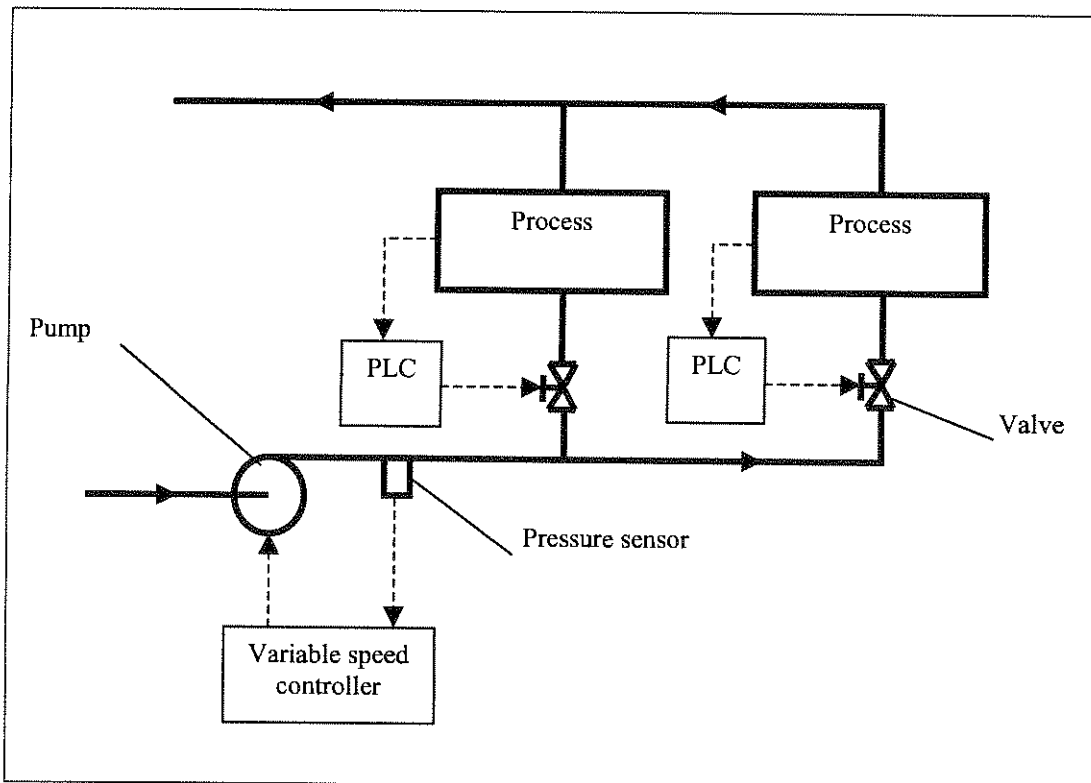 Process
Process
Pump
PLC
PLC
Valve
Pressure sensor
Variable speed
controller